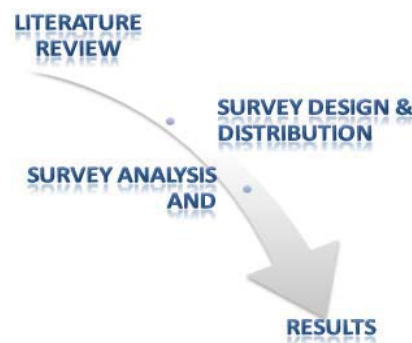 LITERATURE
REVIEW
SURVEY DESIGN &
DISTRIBUTION
SURVEY ANALYSIS
AND
RESULTS